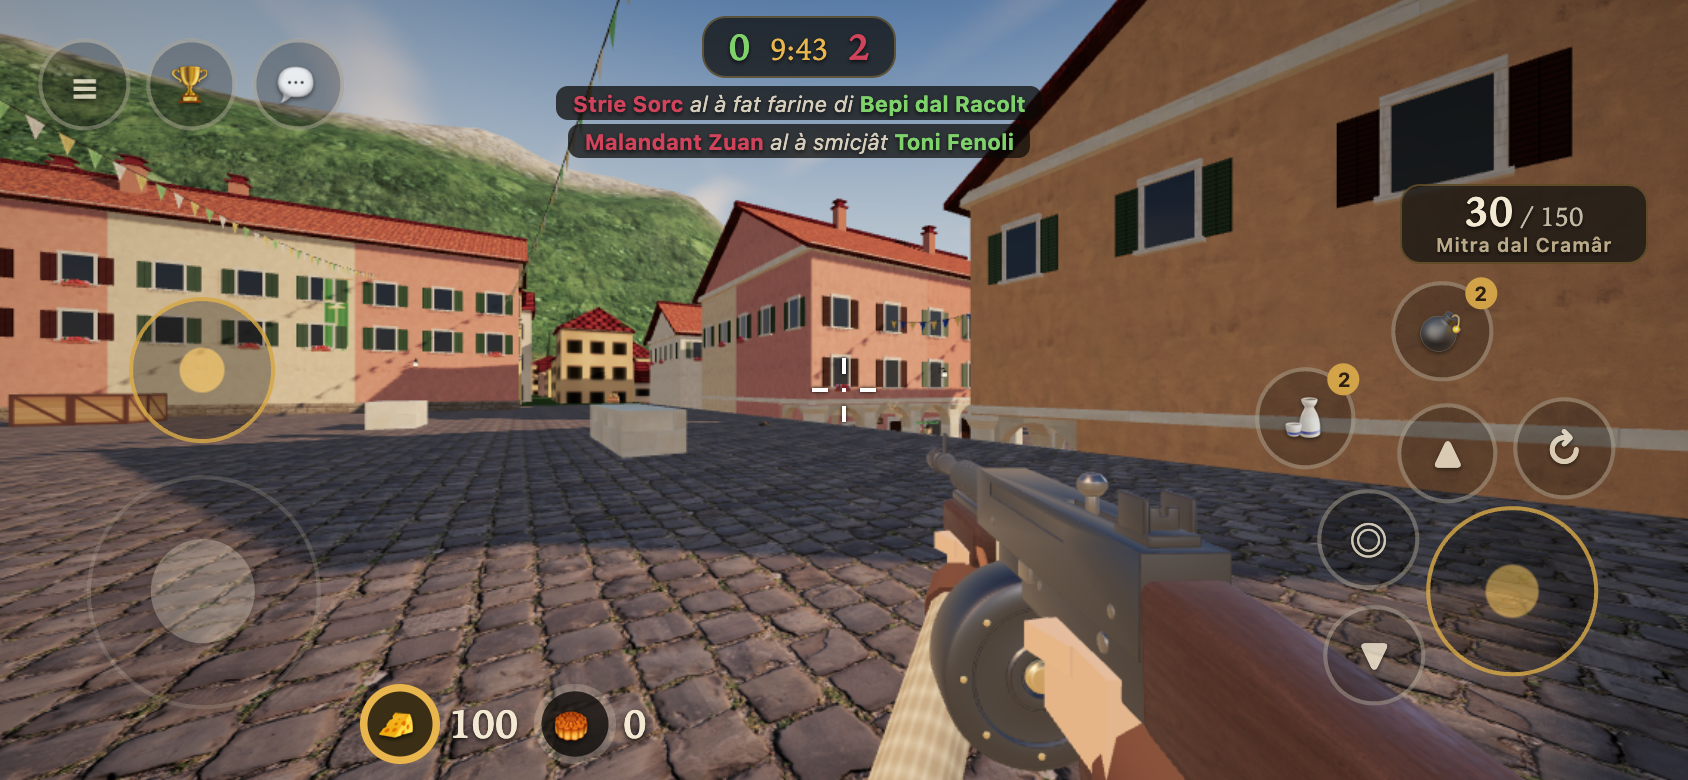 0 9:43 2
Strie Sorc al à fat farine di Bepi dal Racolt
Malandant Zuan al à smicjât Toni Fenoli
30 / 150
Mitra dal Cramâr
2
2
100 0